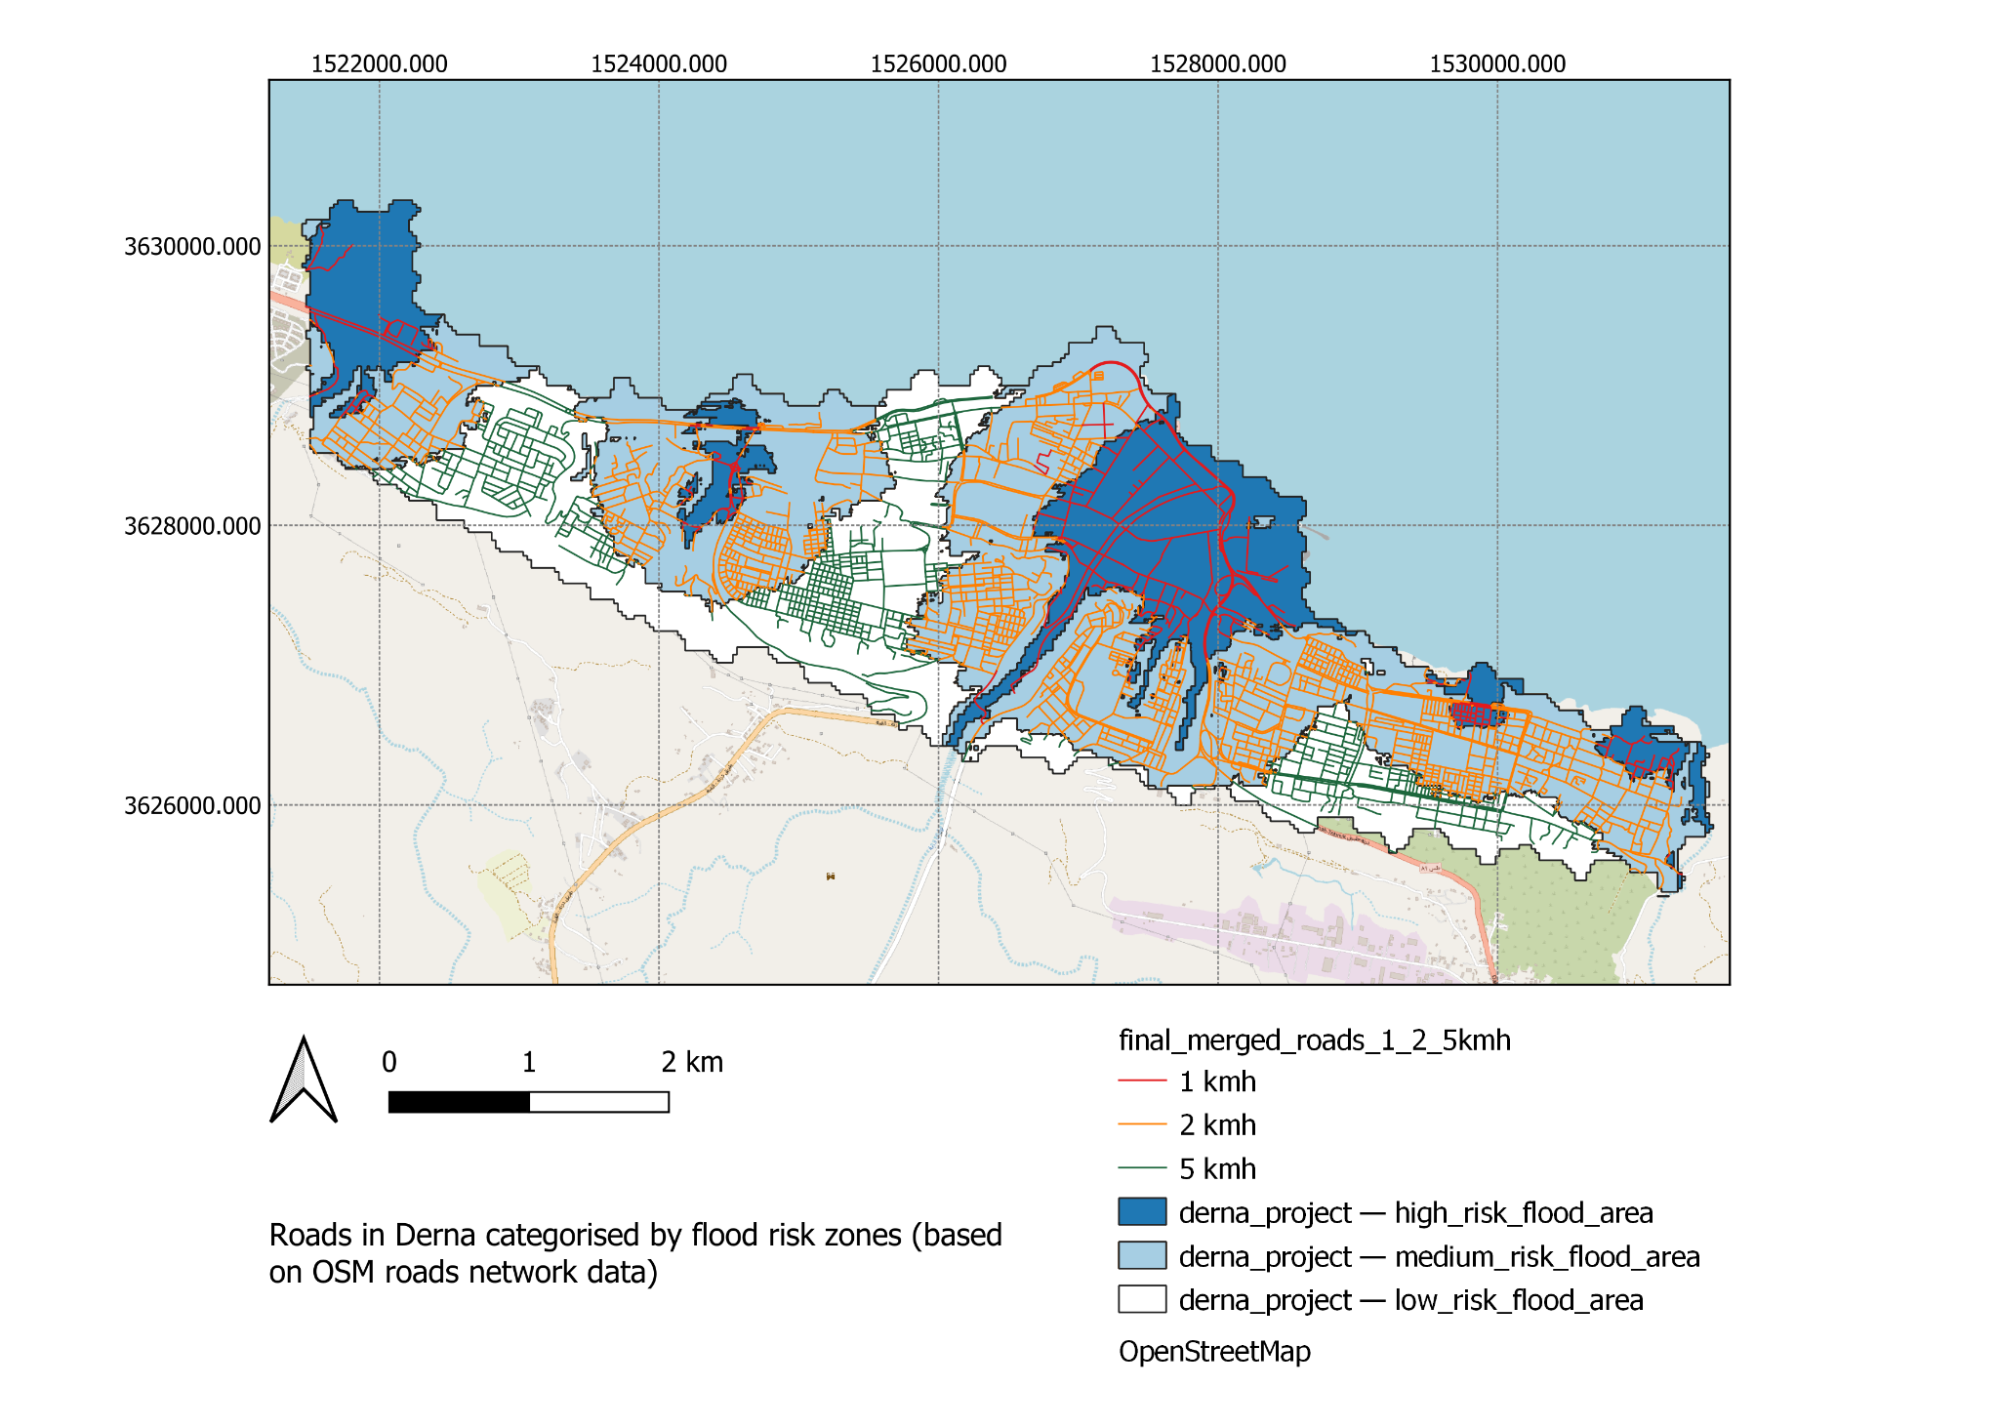 1522000.000 1524000.000 1526000.000 1528000.000 1530000.000
3630000.000
3628000.000
3626000.000
0 1 2 km
Roads in Derna categorised by flood risk zones (based
on OSM roads network data)
final_merged_roads_1_2_5kmh
1 kmh
2 kmh
5 kmh
derna_project — high_risk_flood_area
derna_project — medium_risk_flood_area
derna_project — low_risk_flood_area
OpenStreetMap